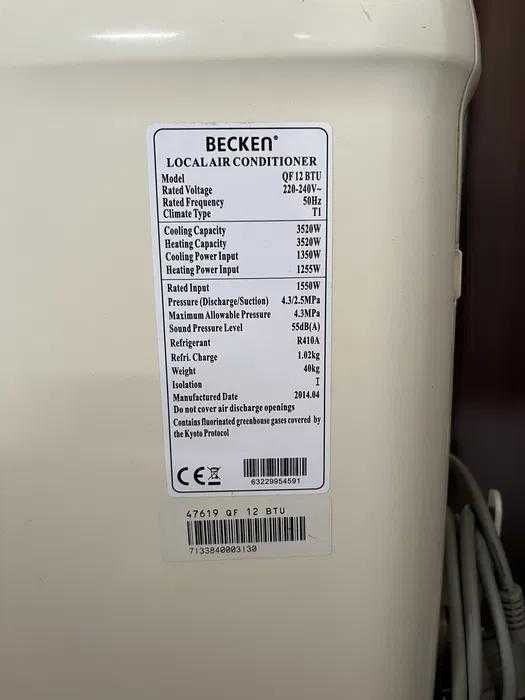 BECKEN®
LOCAL AIR CONDITIONER
Model QF 12 BTU
Rated Voltage 220-240V~
Rated Frequency 50Hz
Climate Type T1
Cooling Capacity 3520W
Heating Capacity 3520W
Cooling Power Input 1350W
Heating Power Input 1255W
Rated Input 1550W
Pressure (Discharge/Suction) 4.3/2.5MPa
Maximum Allowable Pressure 4.3MPa
Sound Pressure Level 55dB(A)
Refrigerant R410A
Refri. Charge 1.02kg
Weight 40kg
Isolation I
Manufactured Date 2014.04
Do not cover air discharge openings
Contains fluorinated greenhouse gases covered by
the Kyoto Protocol
CE
63229954591
47619 QF 12 BTU
7133840003130